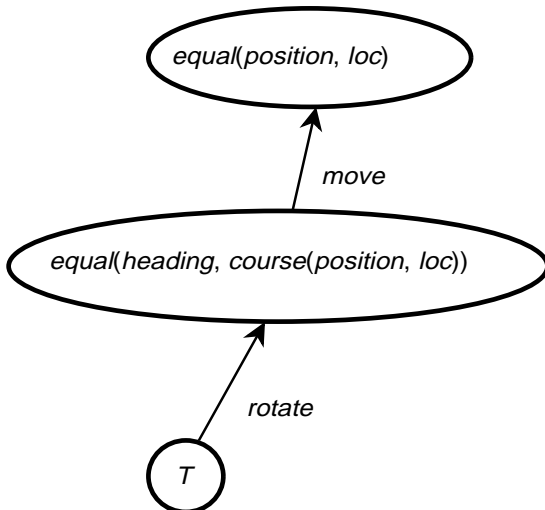 equal(position, loc)
move
equal(heading, course(position, loc))
rotate
T